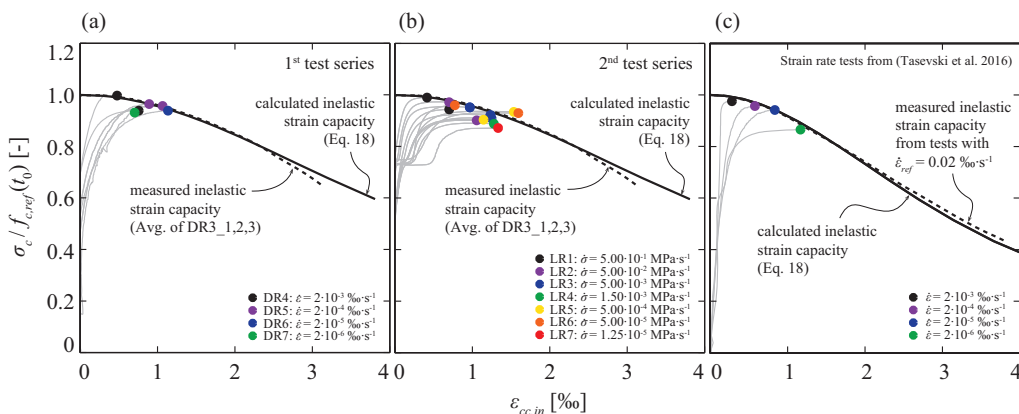 (a)
(b)
(c)
σc/fc,ref(t0) [-]
1.2
1.0
0.8
0.6
0.4
0.2
0
1st test series
calculated inelastic
strain capacity
(Eq. 18)
measured inelastic
strain capacity
(Avg. of DR3_1,2,3)
DR4: ε̇ = 2·10-3 ‰·s-1
DR5: ε̇ = 2·10-4 ‰·s-1
DR6: ε̇ = 2·10-5 ‰·s-1
DR7: ε̇ = 2·10-6 ‰·s-1
0 1 2 3 4
2nd test series
calculated inelastic
strain capacity
(Eq. 18)
measured inelastic
strain capacity
(Avg. of DR3_1,2,3)
LR1: σ̇ = 5.00·10-1 MPa·s-1
LR2: σ̇ = 5.00·10-2 MPa·s-1
LR3: σ̇ = 5.00·10-3 MPa·s-1
LR4: σ̇ = 1.50·10-3 MPa·s-1
LR5: σ̇ = 5.00·10-4 MPa·s-1
LR6: σ̇ = 5.00·10-5 MPa·s-1
LR7: σ̇ = 1.25·10-5 MPa·s-1
0 1 2 3 4
εcc,in [‰]
Strain rate tests from (Tasevski et al. 2016)
measured inelastic
strain capacity
from tests with
ε̇ref = 0.02 ‰·s-1
calculated inelastic
strain capacity
(Eq. 18)
ε̇ = 2·10-3 ‰·s-1
ε̇ = 2·10-4 ‰·s-1
ε̇ = 2·10-5 ‰·s-1
ε̇ = 2·10-6 ‰·s-1
0 1 2 3 4